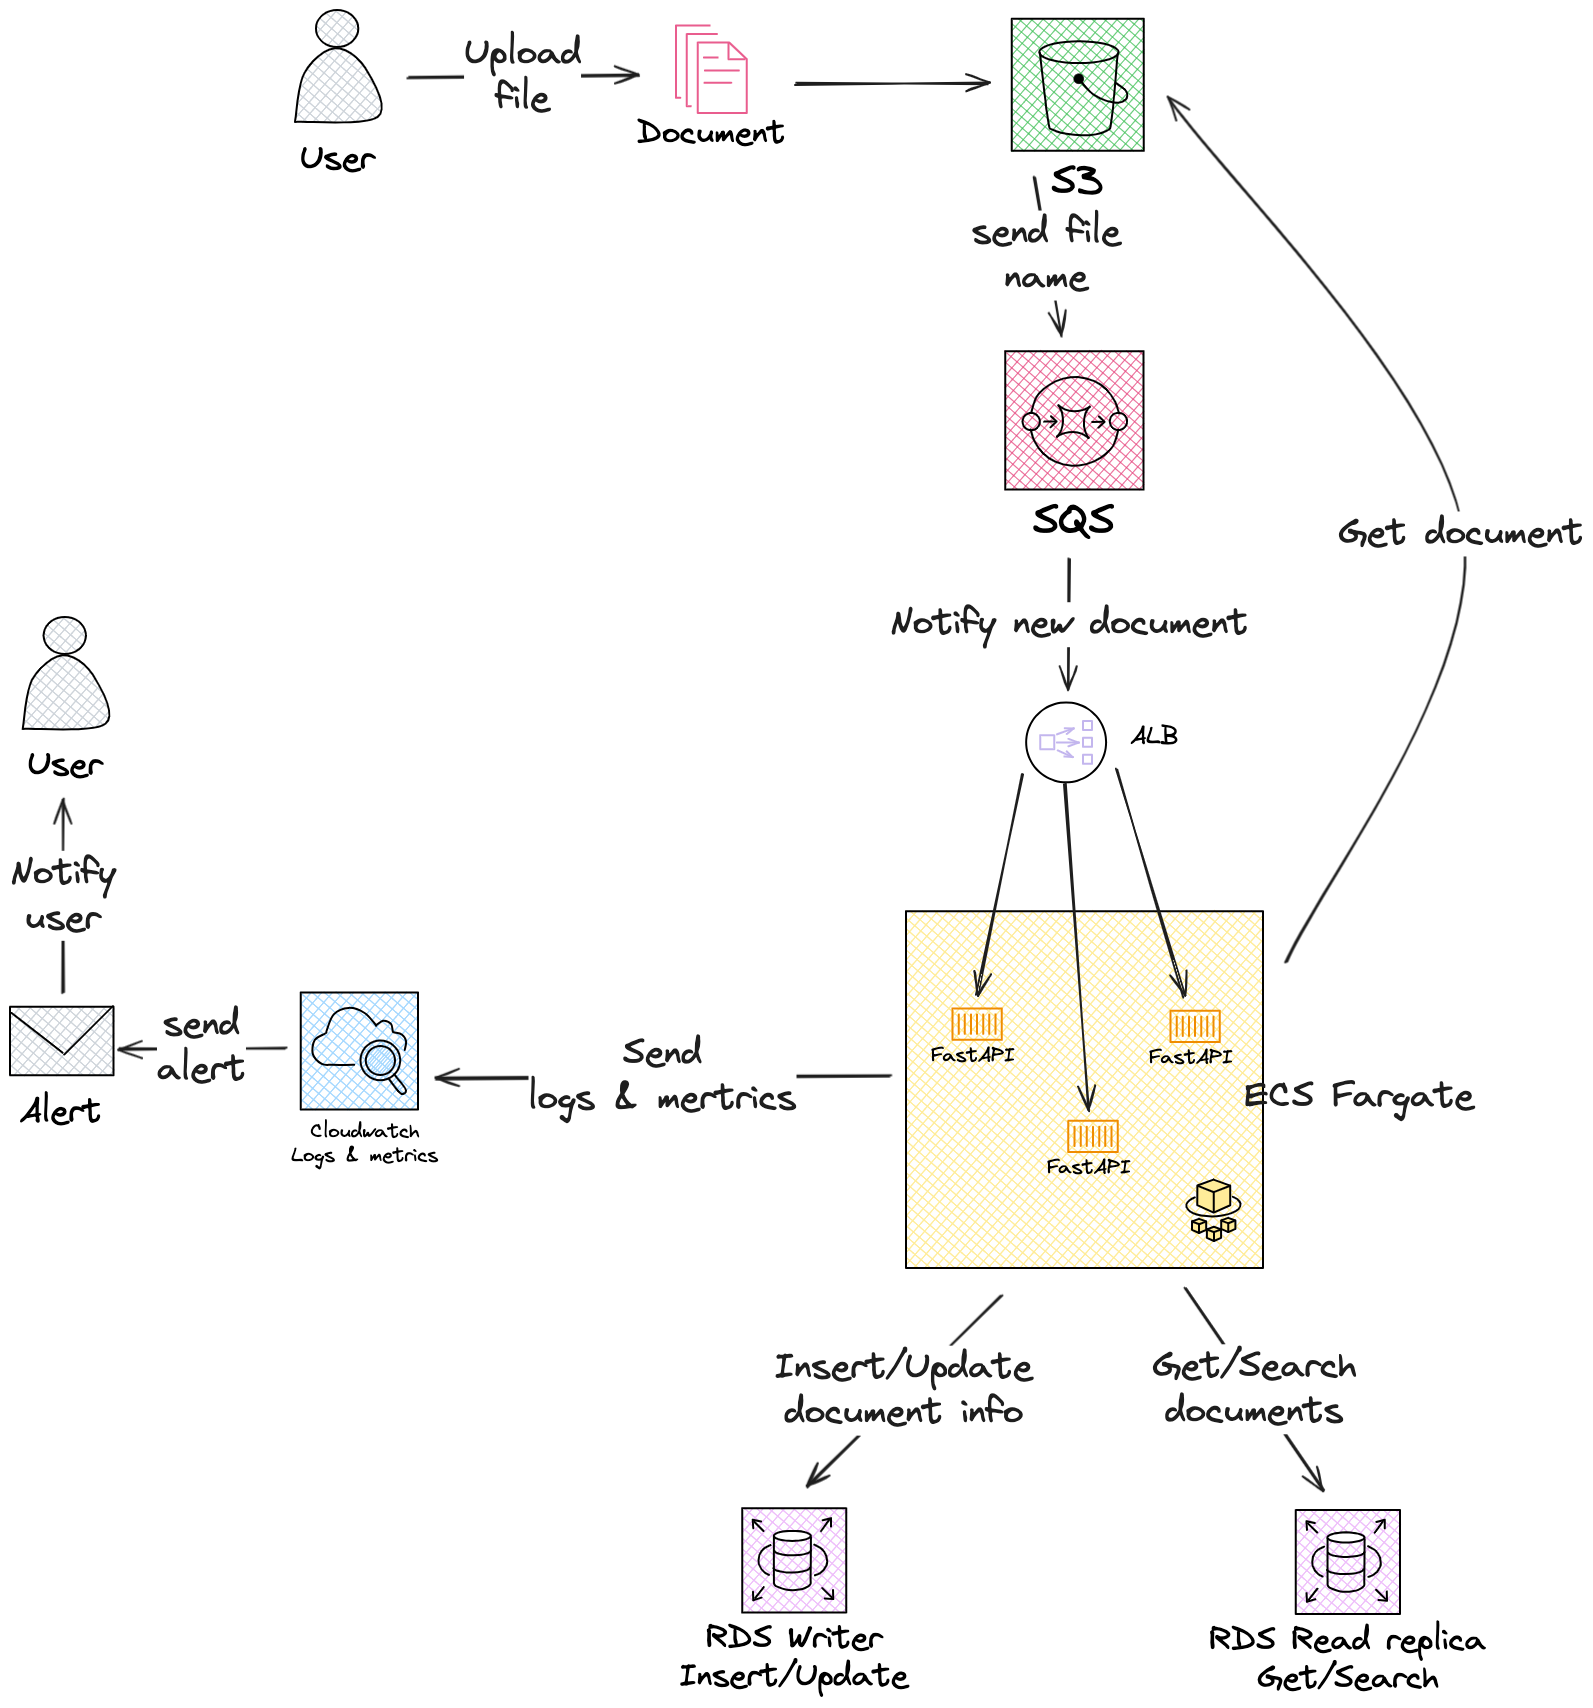 Upload
file
User
Document
S3
send file
name
SQS
Get document
Notify new document
ALB
User
Notify
user
send
alert
Alert
Cloudwatch
Logs & metrics
Send
logs & mertrics
FastAPI
FastAPI
FastAPI
ECS Fargate
Insert/Update
document info
Get/Search
documents
RDS Writer
Insert/Update
RDS Read replica
Get/Search